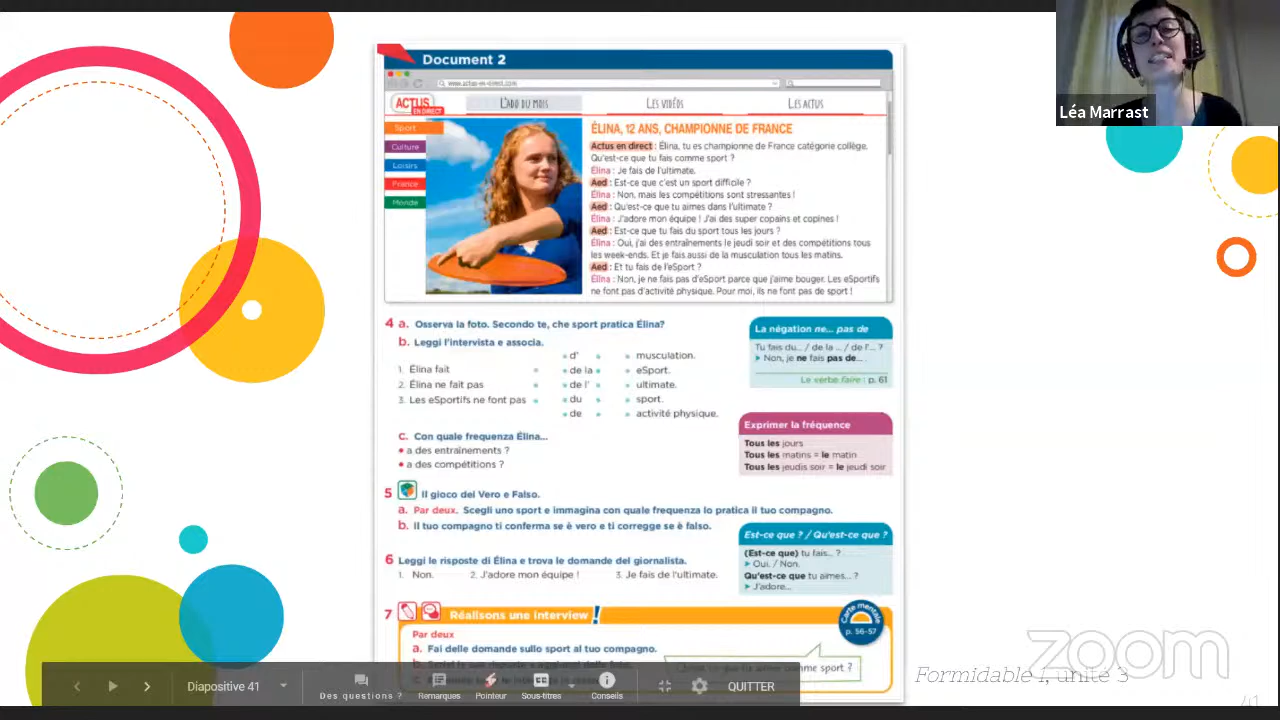 Léa Marrast
Document 2
www.actus-en-direct.com
ACTUS
EN DIRECT
L'ADO DU MOIS
LES VIDÉOS
LES ACTUS
Sport
Culture
Loisirs
France
Monde
ÉLINA, 12 ANS, CHAMPIONNE DE FRANCE
Actus en direct : Élina, tu es championne de France catégorie collège.
Qu'est-ce que tu fais comme sport ?
Élina : Je fais de l'ultimate.
Aed : Est-ce que c'est un sport difficile ?
Élina : Non, mais les compétitions sont stressantes !
Aed : Qu'est-ce que tu aimes dans l'ultimate ?
Élina : J'adore mon équipe ! J'ai des super copains et copines !
Aed : Est-ce que tu fais du sport tous les jours ?
Élina : Oui, j'ai des entraînements le jeudi soir et des compétitions tous
les week-ends. Et je fais aussi de la musculation tous les matins.
Aed : Et tu fais de l'eSport ?
Élina : Non, je ne fais pas d'eSport parce que j'aime bouger. Les eSportifs
ne font pas d'activité physique. Pour moi, ils ne font pas de sport !
4 a. Osserva la foto. Secondo te, che sport pratica Élina?
b. Leggi l'intervista e associa.
1. Élina fait
2. Élina ne fait pas
3. Les eSportifs ne font pas
d'
de la
de l'
du
de
musculation.
eSport.
ultimate.
sport.
activité physique.
La négation ne... pas de
Tu fais du... / de la ... / de l'... ?
➤ Non, je ne fais pas de...
Le verbe faire : p. 61
c. Con quale frequenza Élina...
• a des entraînements ?
• a des compétitions ?
Exprimer la fréquence
Tous les jours
Tous les matins = le matin
Tous les jeudis soir = le jeudi soir
5 Il gioco del Vero e Falso.
a. Par deux. Scegli uno sport e immagina con quale frequenza lo pratica il tuo compagno.
b. Il tuo compagno ti conferma se è vero e ti corregge se è falso.
Est-ce que ? / Qu'est-ce que ?
(Est-ce que) tu fais... ?
➤ Oui. / Non.
Qu'est-ce que tu aimes... ?
➤ J'adore...
6 Leggi le risposte di Élina e trova le domande del giornalista.
1. Non. 2. J'adore mon équipe ! 3. Je fais de l'ultimate.
7 Réalisons une interview !
Carte mentale
p. 56-57
Par deux
a. Fai delle domande sullo sport al tuo compagno.
b.
comme sport ?
Diapositive 41
Des questions ?
Remarques
Pointeur
Sous-titres
Conseils
QUITTER
zoom
Formidable 1, unité 3
41